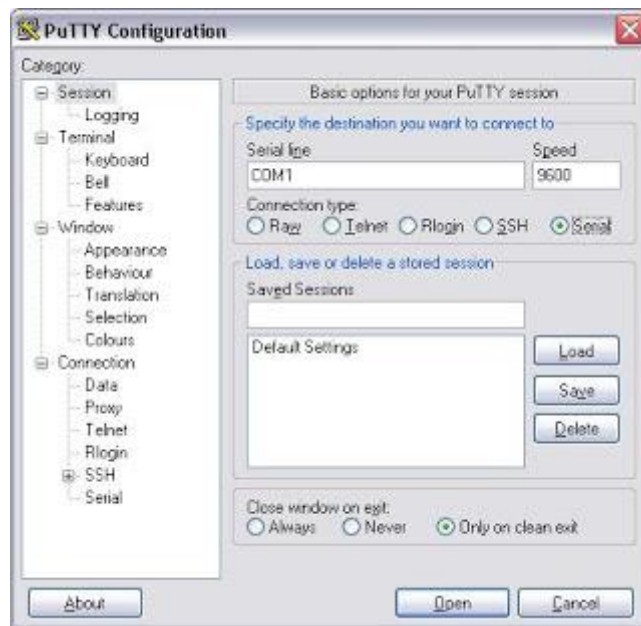 PuTTY Configuration
Category:
Session
Logging
Terminal
Keyboard
Bell
Features
Window
Appearance
Behaviour
Translation
Selection
Colours
Connection
Data
Proxy
Telnet
Rlogin
SSH
Serial
Basic options for your PuTTY session
Specify the destination you want to connect to
Serial line Speed
COM1 9600
Connection type:
Raw Telnet Rlogin SSH Serial
Load, save or delete a stored session
Saved Sessions
Default Settings
Load
Save
Delete
Close window on exit:
Always Never Only on clean exit
About Open Cancel